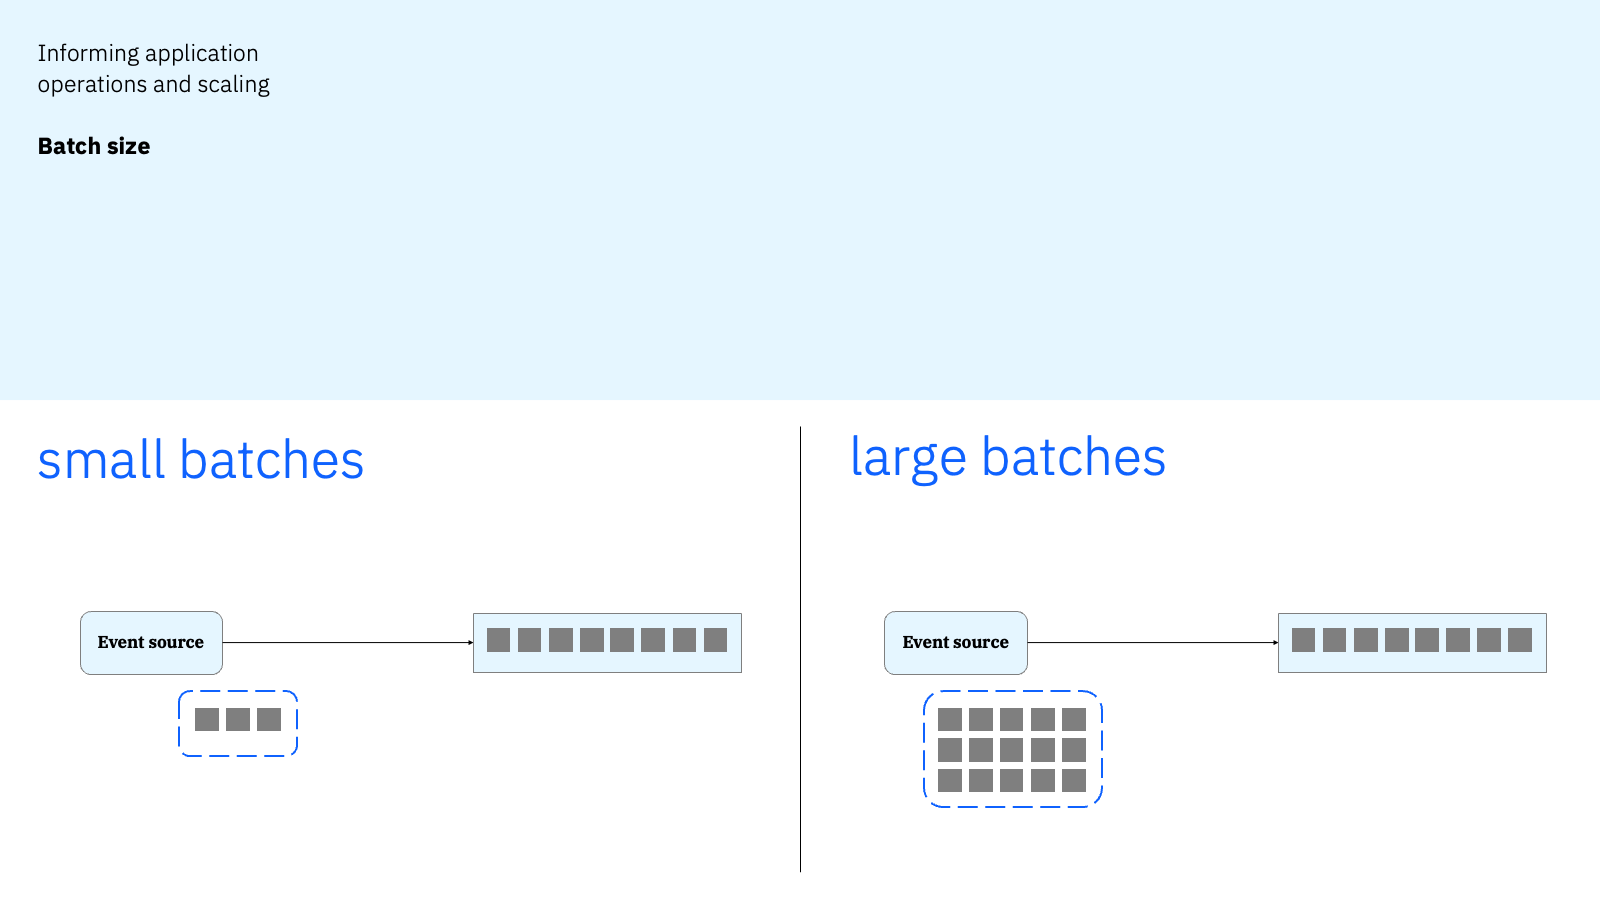 Informing application
operations and scaling
Batch size
small batches
large batches
Event source
Event source